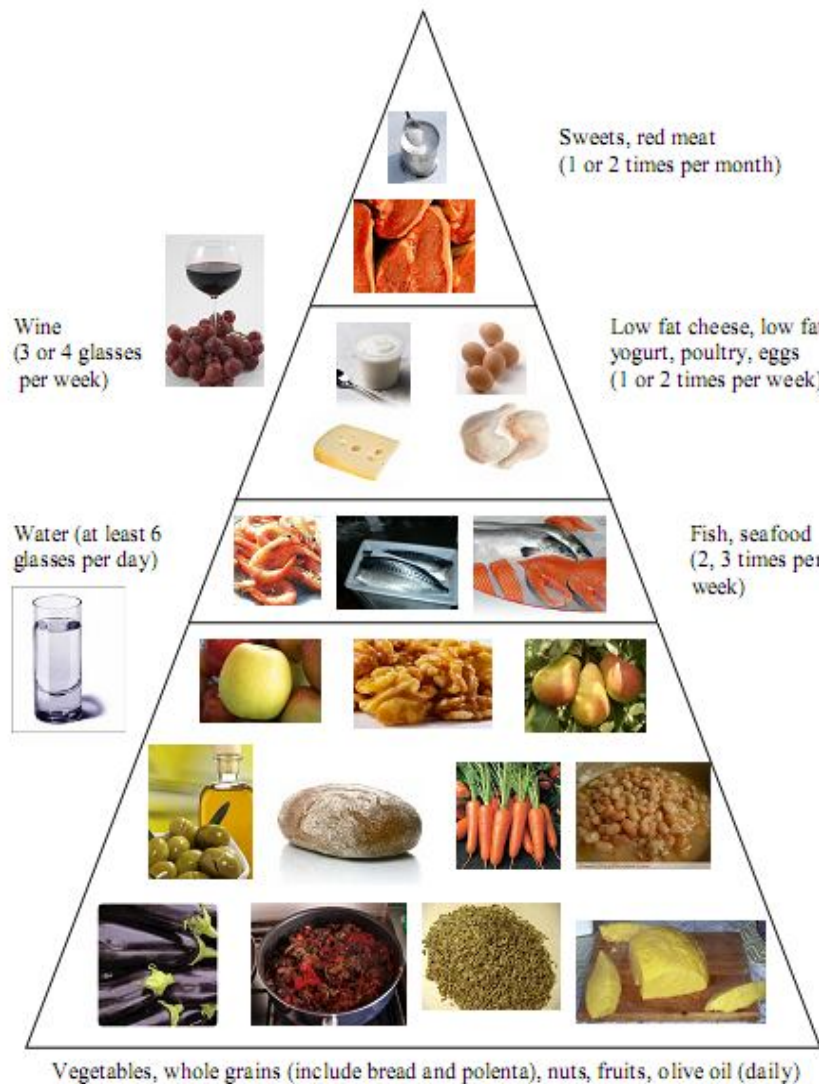 Sweets, red meat
(1 or 2 times per month)
Wine
(3 or 4 glasses
per week)
Low fat cheese, low fat
yogurt, poultry, eggs
(1 or 2 times per week)
Water (at least 6
glasses per day)
Fish, seafood
(2, 3 times per
week)
Vegetables, whole grains (include bread and polenta), nuts, fruits, olive oil (daily)